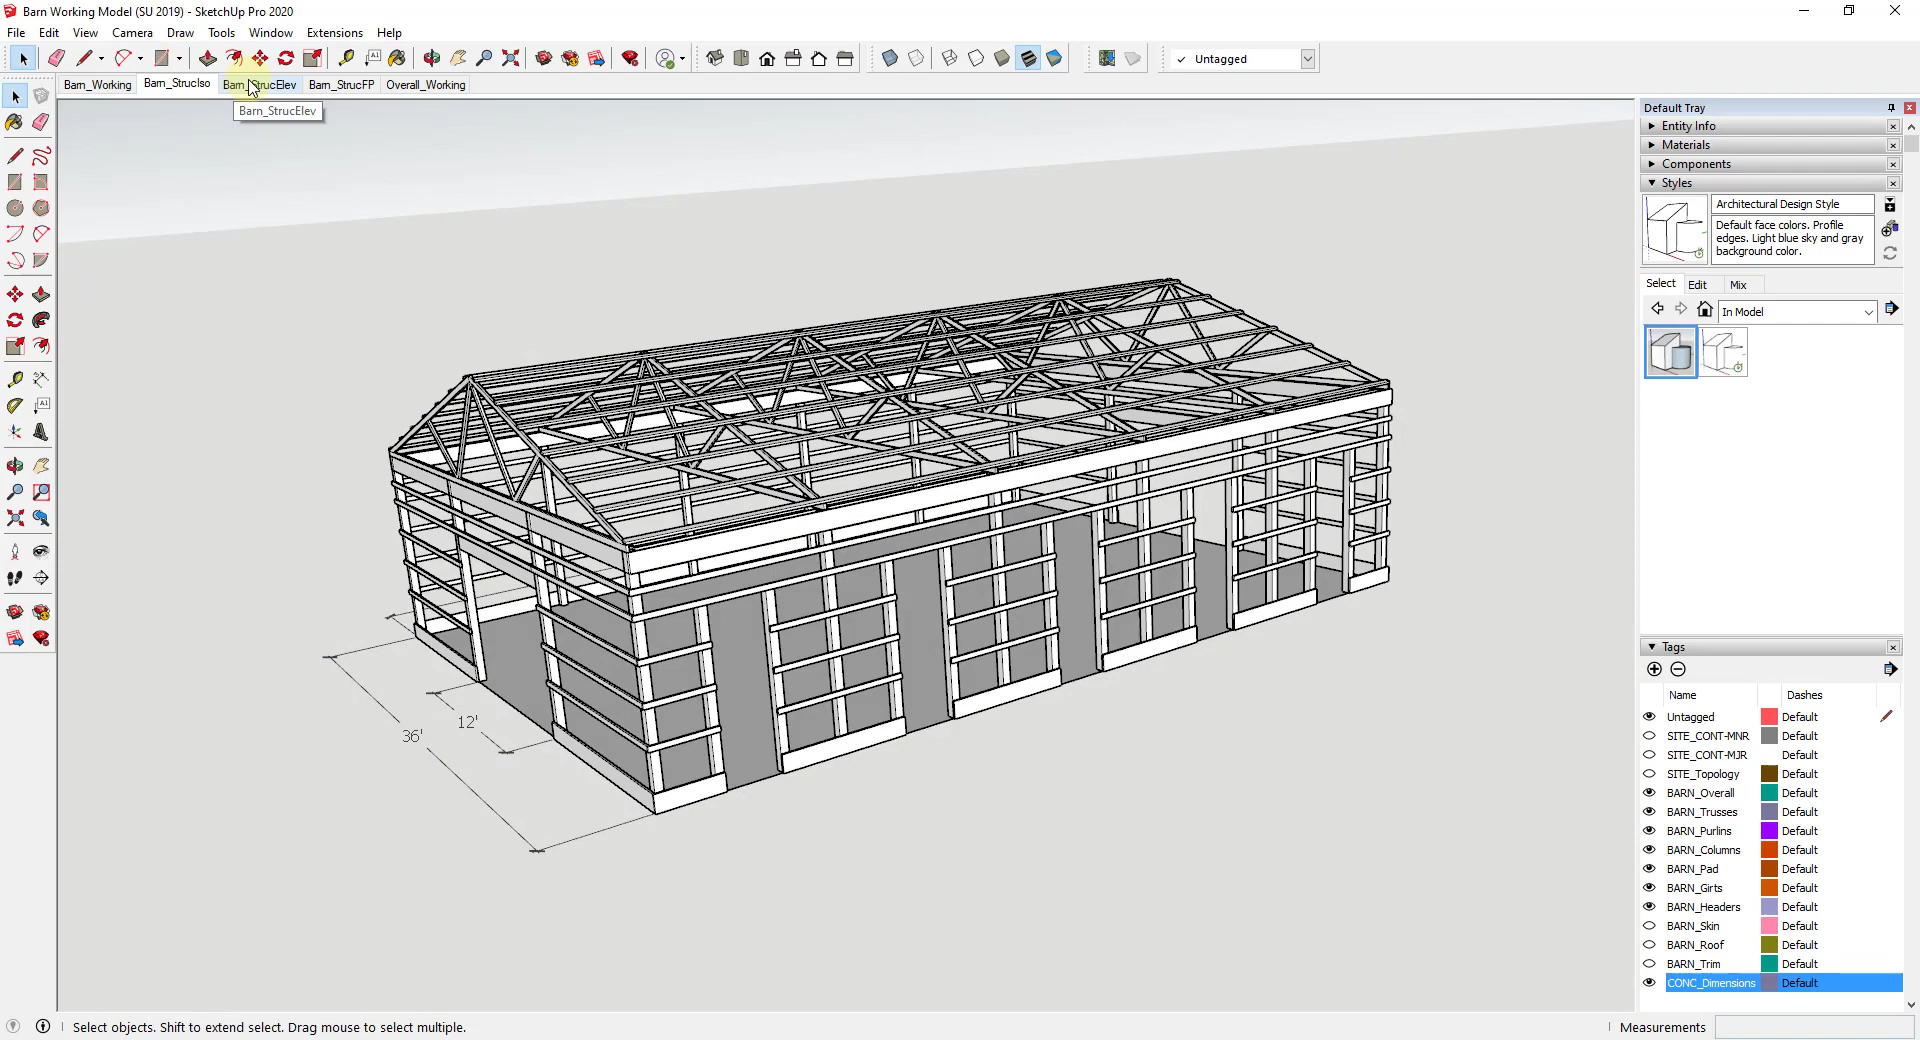 Barn Working Model (SU 2019) - SketchUp Pro 2020
File Edit View Camera Draw Tools Window Extensions Help
Untagged
Barn_Working Barn_StrucIso Barn_StrucElev Barn_StrucFP Overall_Working
Barn_StrucElev
Default Tray
Entity Info
Materials
Components
Styles
Architectural Design Style
Default face colors. Profile
edges. Light blue sky and gray
background color.
Select Edit Mix
In Model
12'
36'
Tags
Name Dashes
Untagged Default
SITE_CONT-MNR Default
SITE_CONT-MJR Default
SITE_Topology Default
BARN_Overall Default
BARN_Trusses Default
BARN_Purlins Default
BARN_Columns Default
BARN_Pad Default
BARN_Girts Default
BARN_Headers Default
BARN_Skin Default
BARN_Roof Default
BARN_Trim Default
CONC_Dimensions Default
Select objects. Shift to extend select. Drag mouse to select multiple.
Measurements